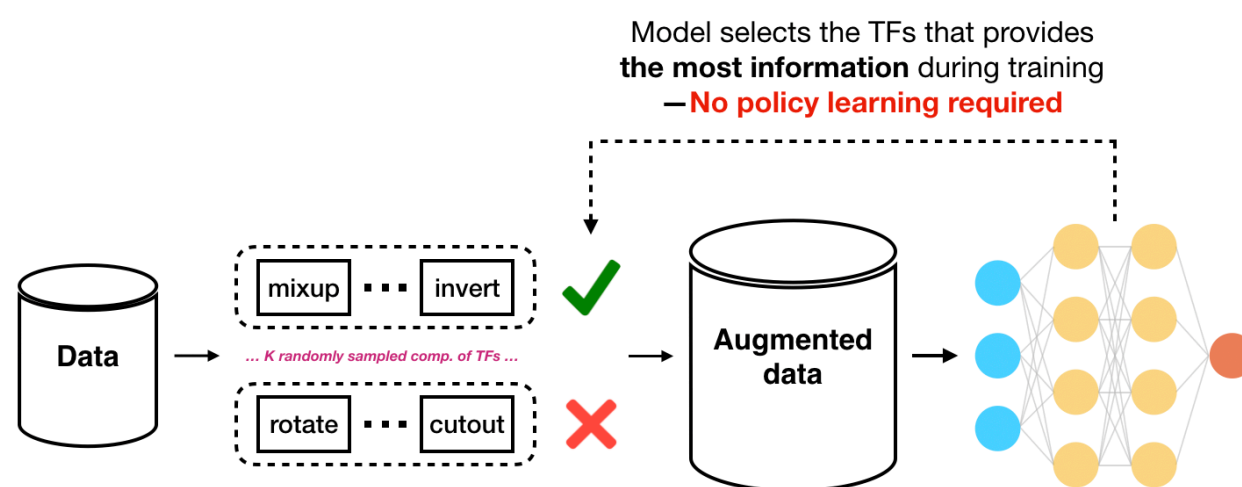 Model selects the TFs that provides
the most information during training
—No policy learning required
Data
mixup ... invert
... K randomly sampled comp. of TFs ...
rotate ... cutout
Augmented
data